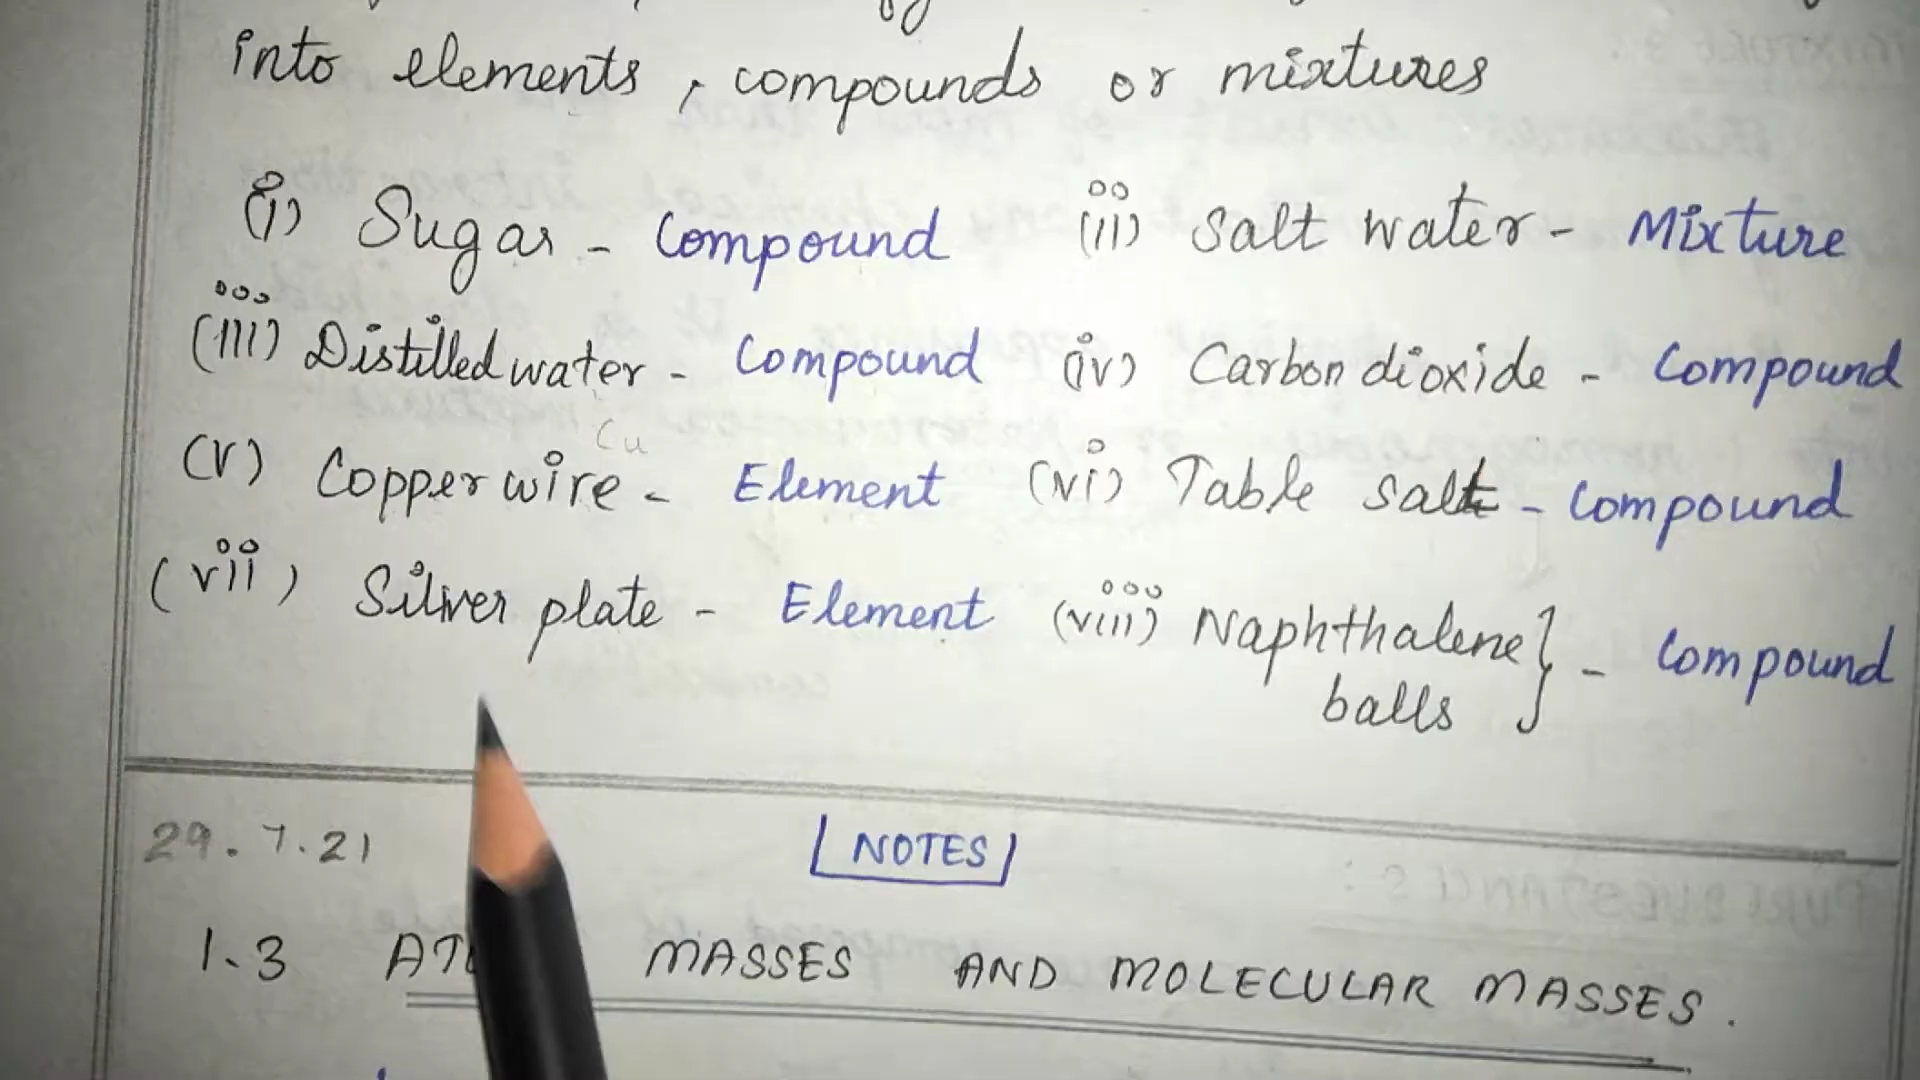 into elements, compounds or mixtures
(i) Sugar - Compound (ii) Salt water - Mixture
(iii) Distilled water - Compound (iv) Carbon dioxide - Compound
Cu
(v) Copper wire - Element (vi) Table salt - Compound
(vii) Silver plate - Element (viii) Naphthalene balls } - Compound
29.7.21 NOTES
1.3 MASSES AND MOLECULAR MASSES.